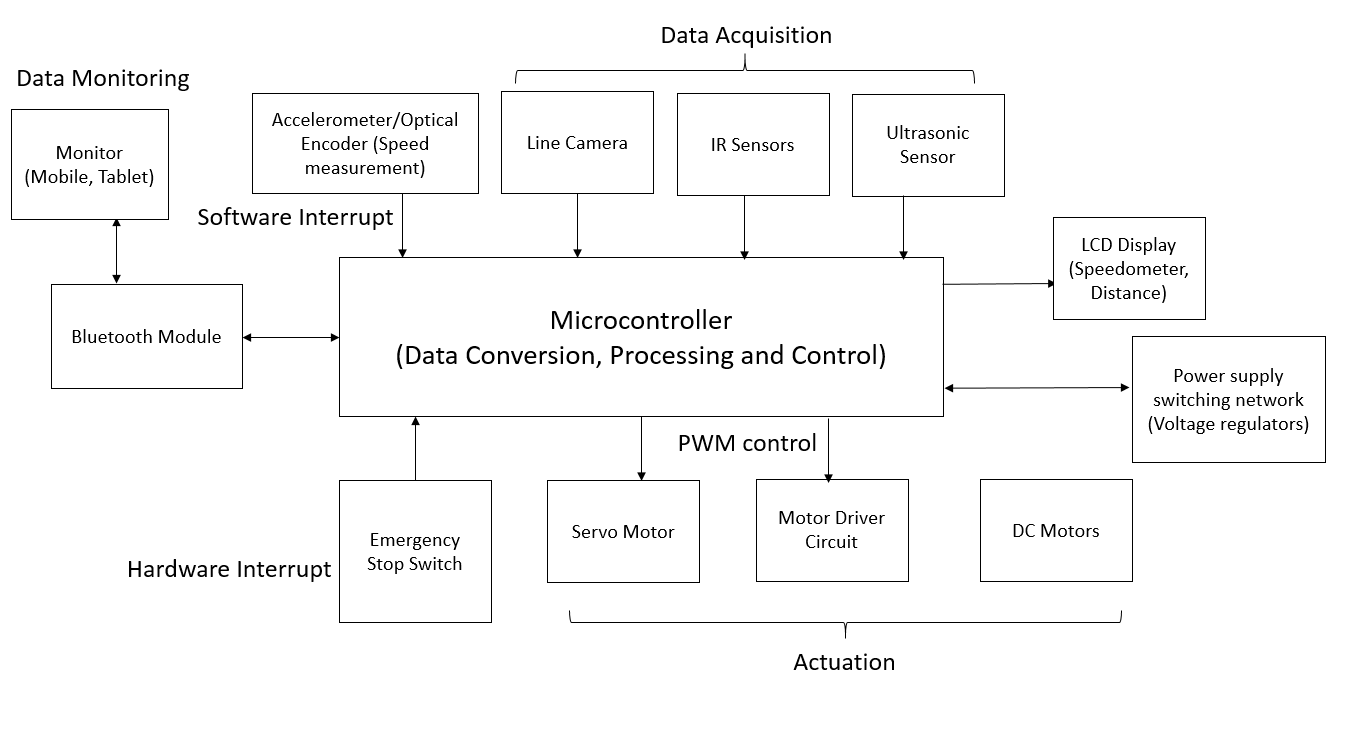 Data Acquisition
Data Monitoring
Monitor
(Mobile, Tablet)
Accelerometer/Optical
Encoder (Speed
measurement)
Line Camera
IR Sensors
Ultrasonic
Sensor
Software Interrupt
LCD Display
(Speedometer,
Distance)
Bluetooth Module
Microcontroller
(Data Conversion, Processing and Control)
Power supply
switching network
(Voltage regulators)
PWM control
Hardware Interrupt
Emergency
Stop Switch
Servo Motor
Motor Driver
Circuit
DC Motors
Actuation